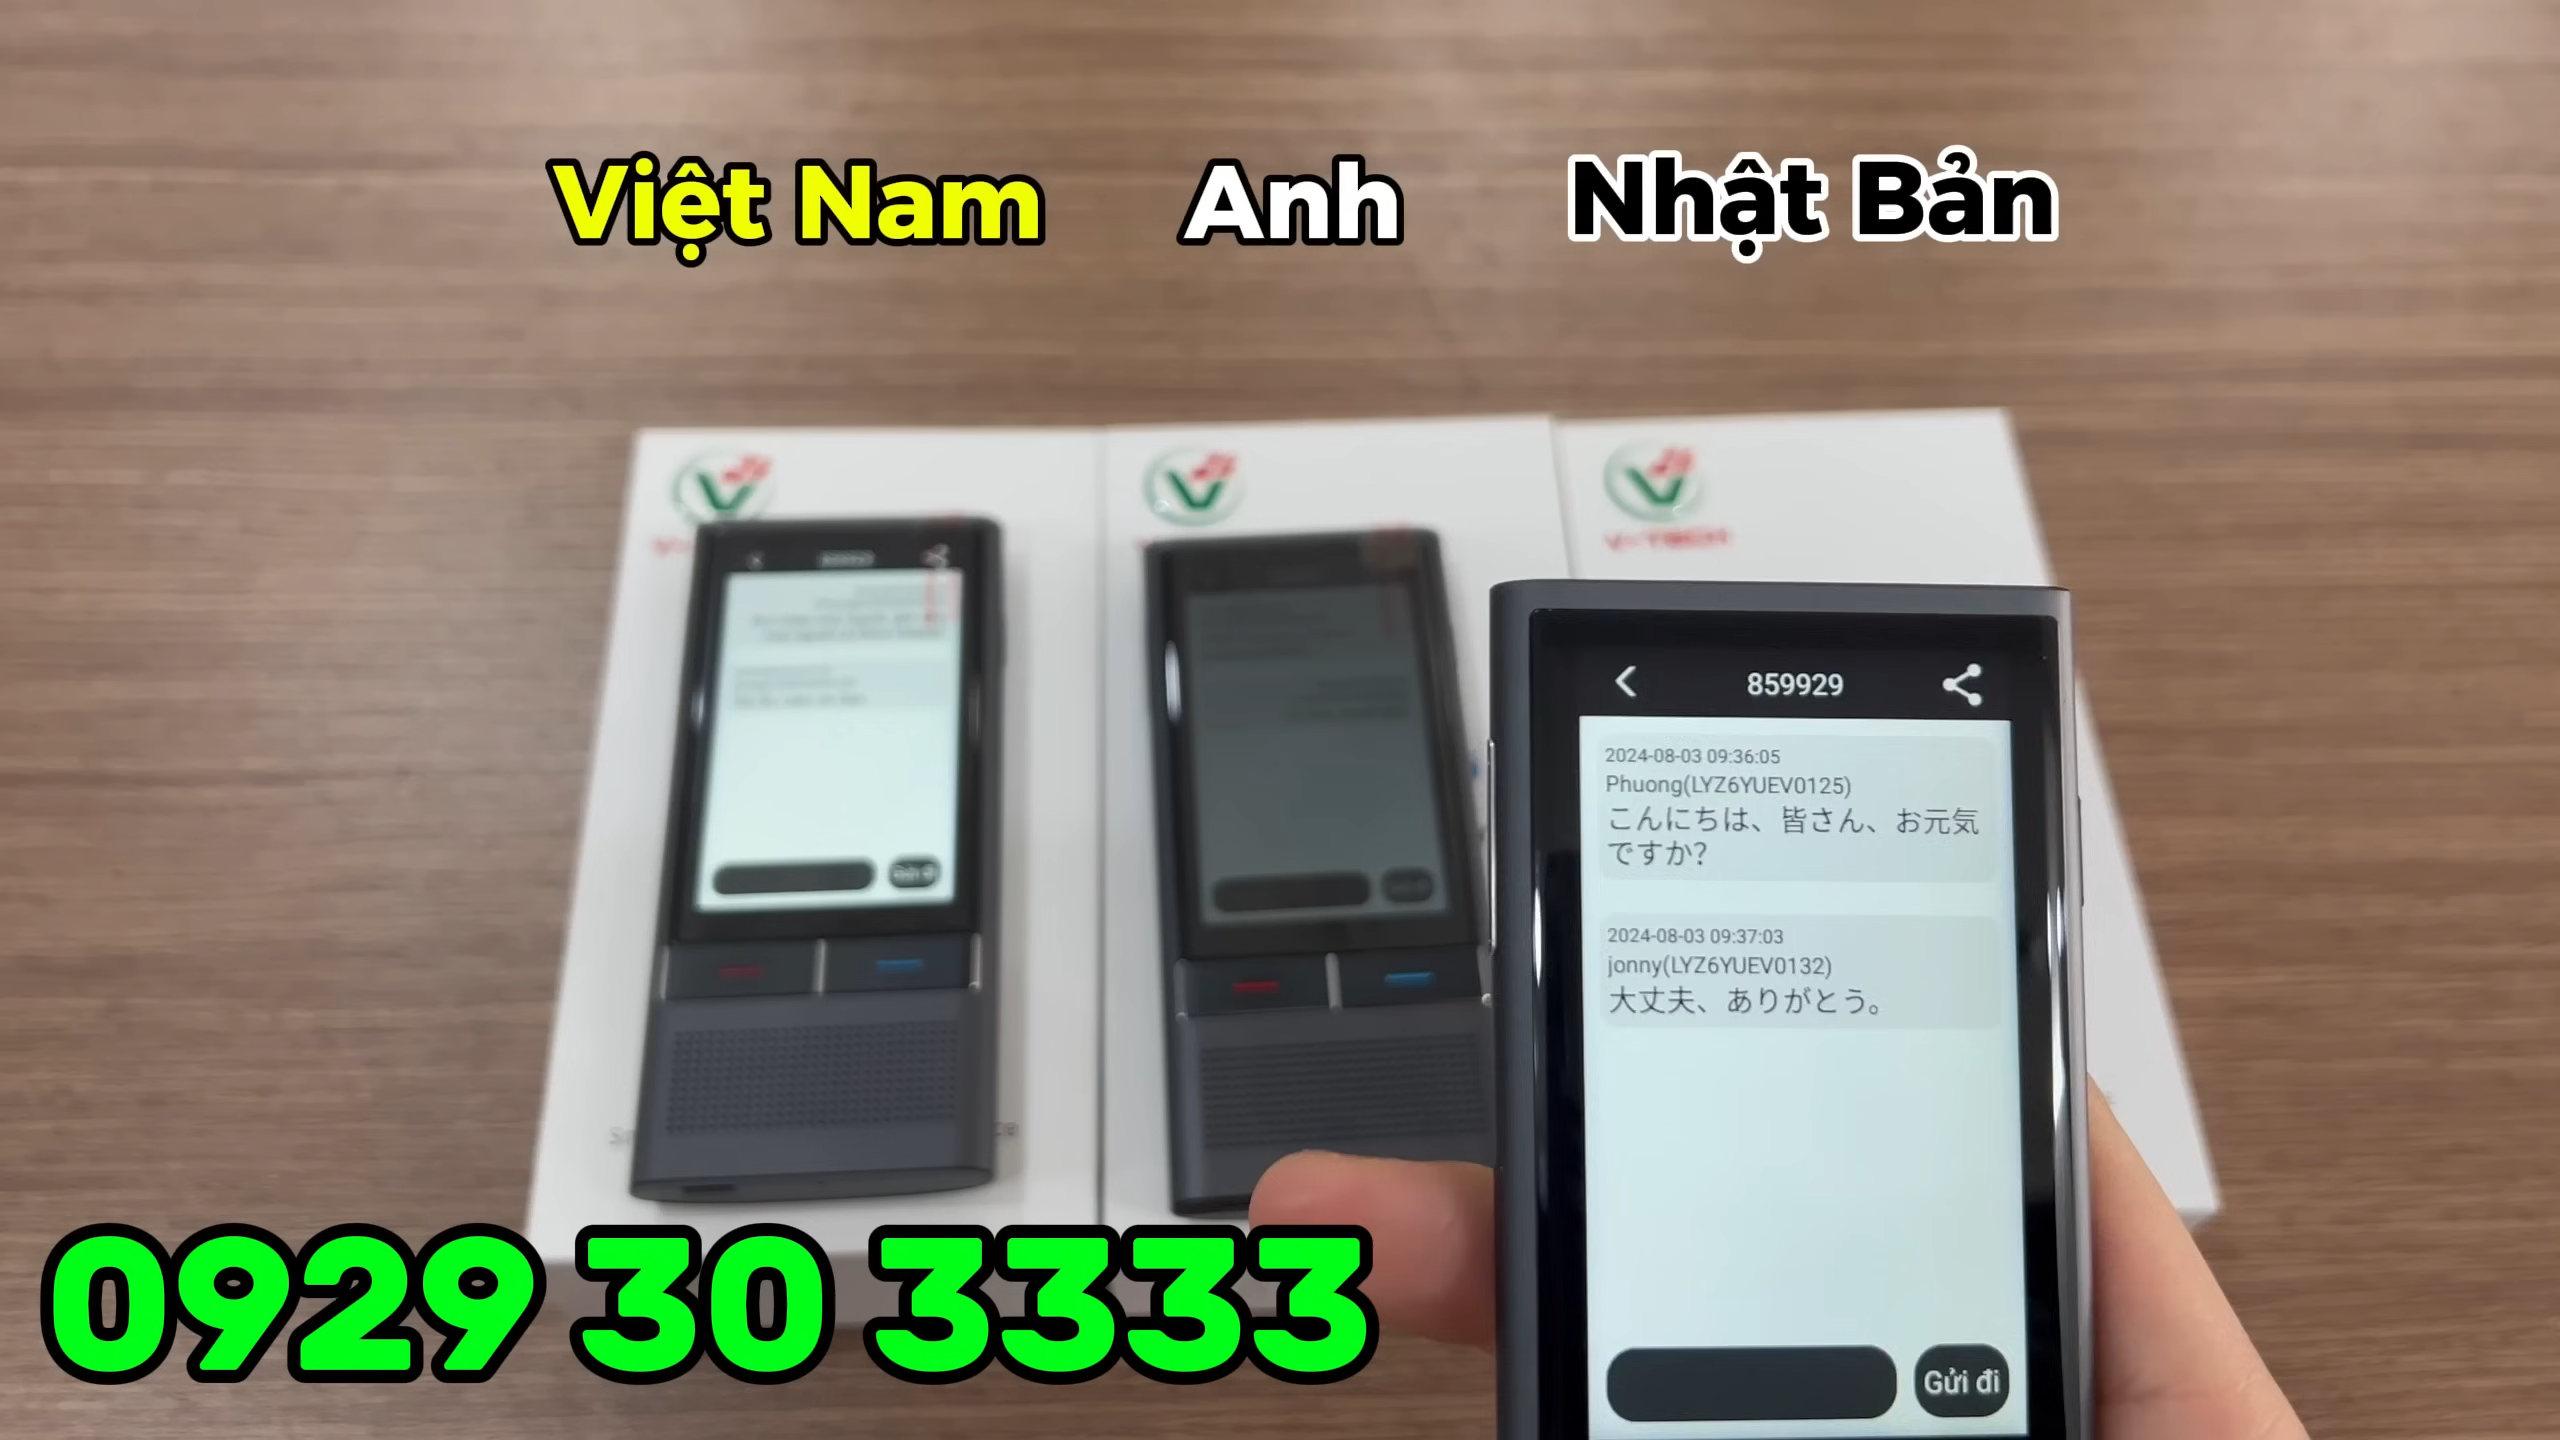 Việt Nam Anh Nhật Bản
V-TECH
859929
2024-08-03 09:36:05
Phuong(LYZ6YUEV0125)
こんにちは、皆さん、お元気
ですか?
2024-08-03 09:37:03
jonny(LYZ6YUEV0132)
大丈夫、ありがとう。
Gửi đi
0929 30 3333